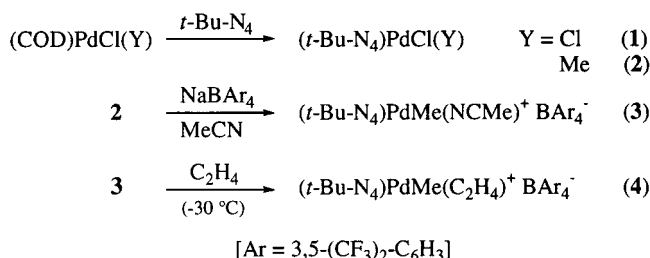 (COD)PdCl(Y) t-Bu-N₄ (t-Bu-N₄)PdCl(Y) Y = Cl (1)
Me (2)
2 NaBAr₄ MeCN (t-Bu-N₄)PdMe(NCMe)⁺ BAr₄⁻ (3)
3 C₂H₄ (-30 °C) (t-Bu-N₄)PdMe(C₂H₄)⁺ BAr₄⁻ (4)
[Ar = 3,5-(CF₃)₂-C₆H₃]